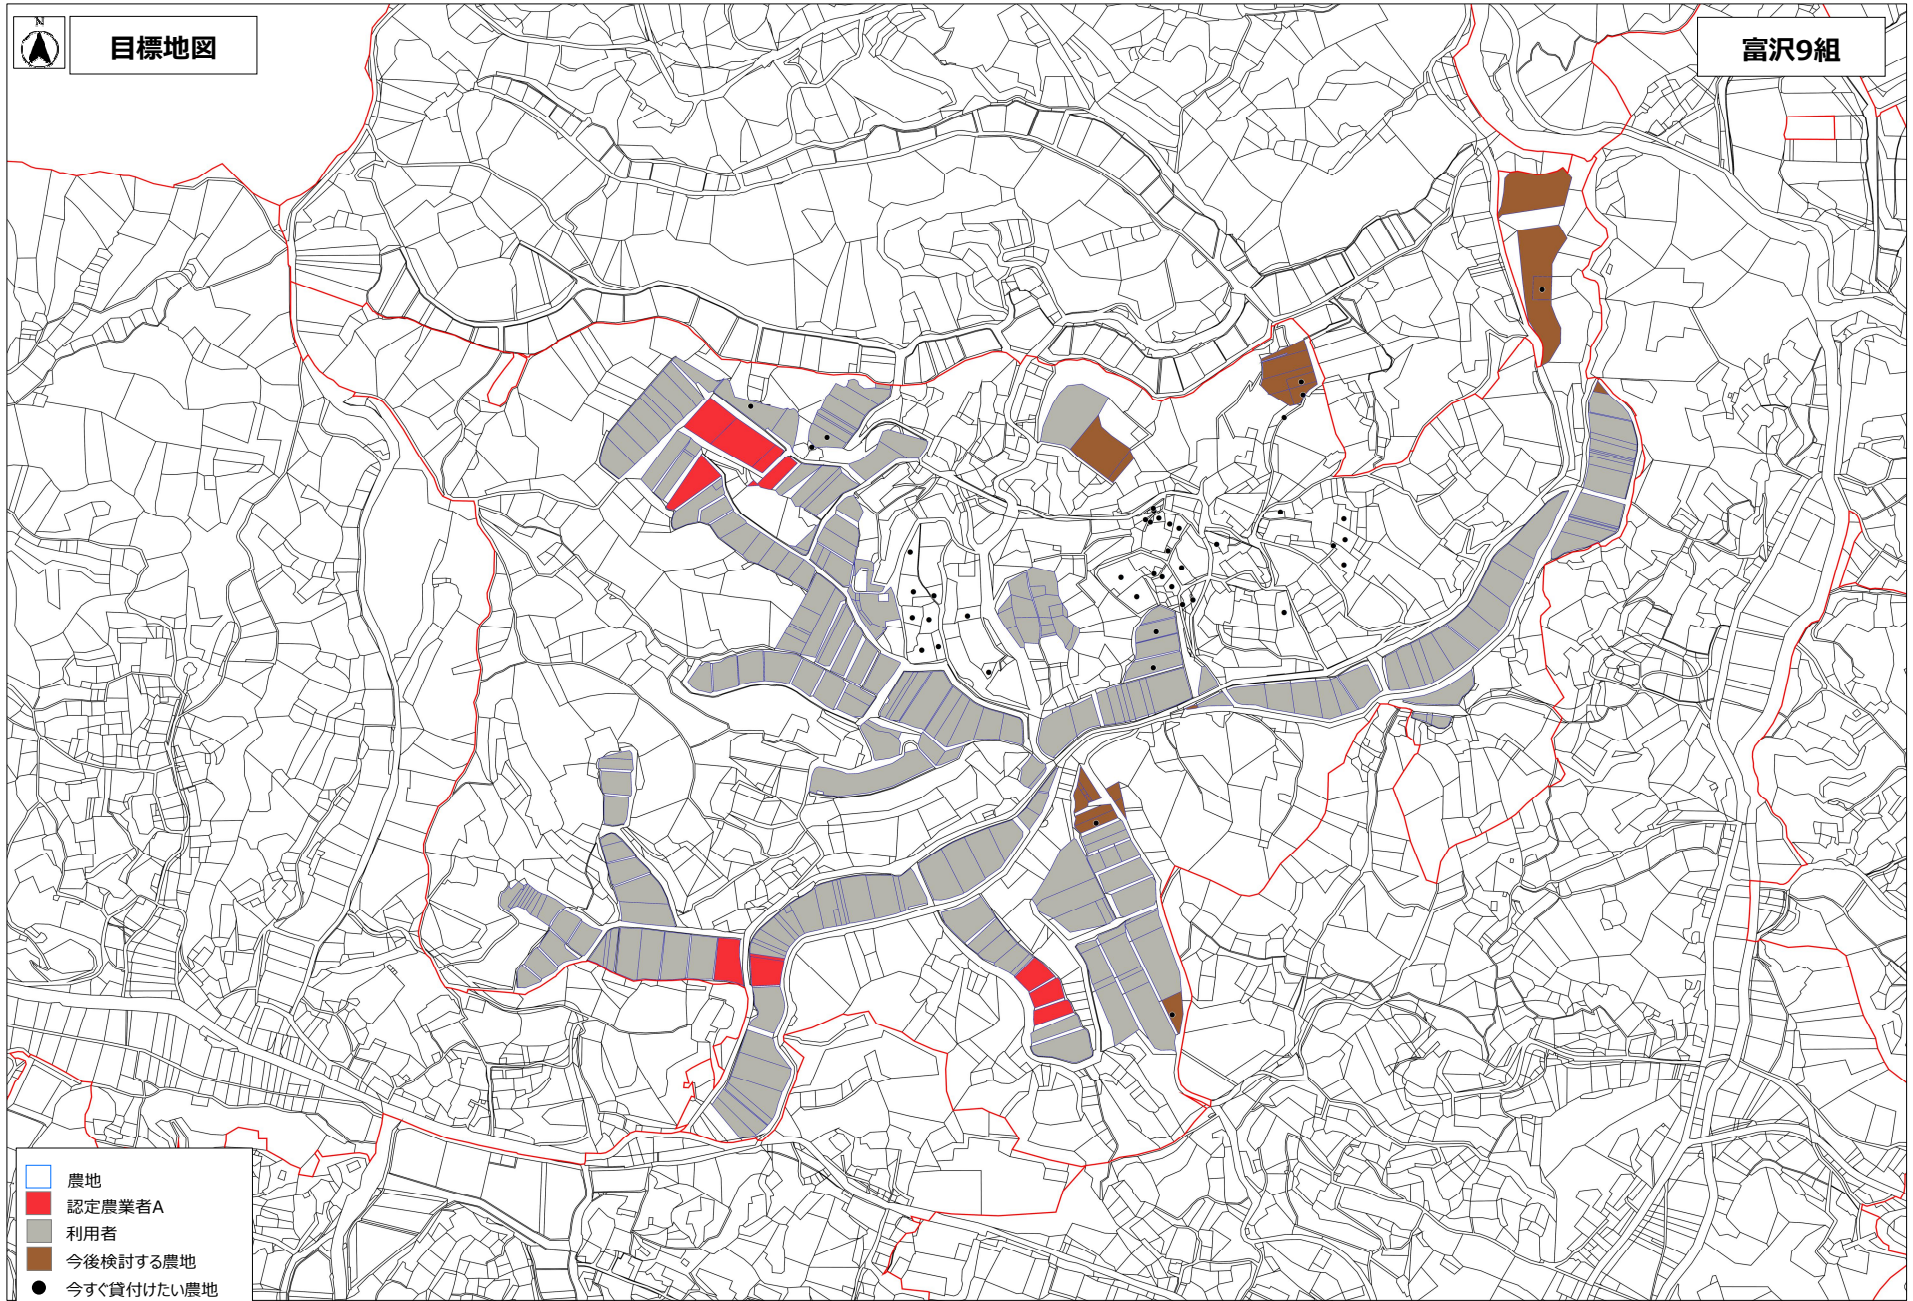 N
目標地図
富沢9組
農地
認定農業者A
利用者
今後検討する農地
今すぐ貸付けたい農地